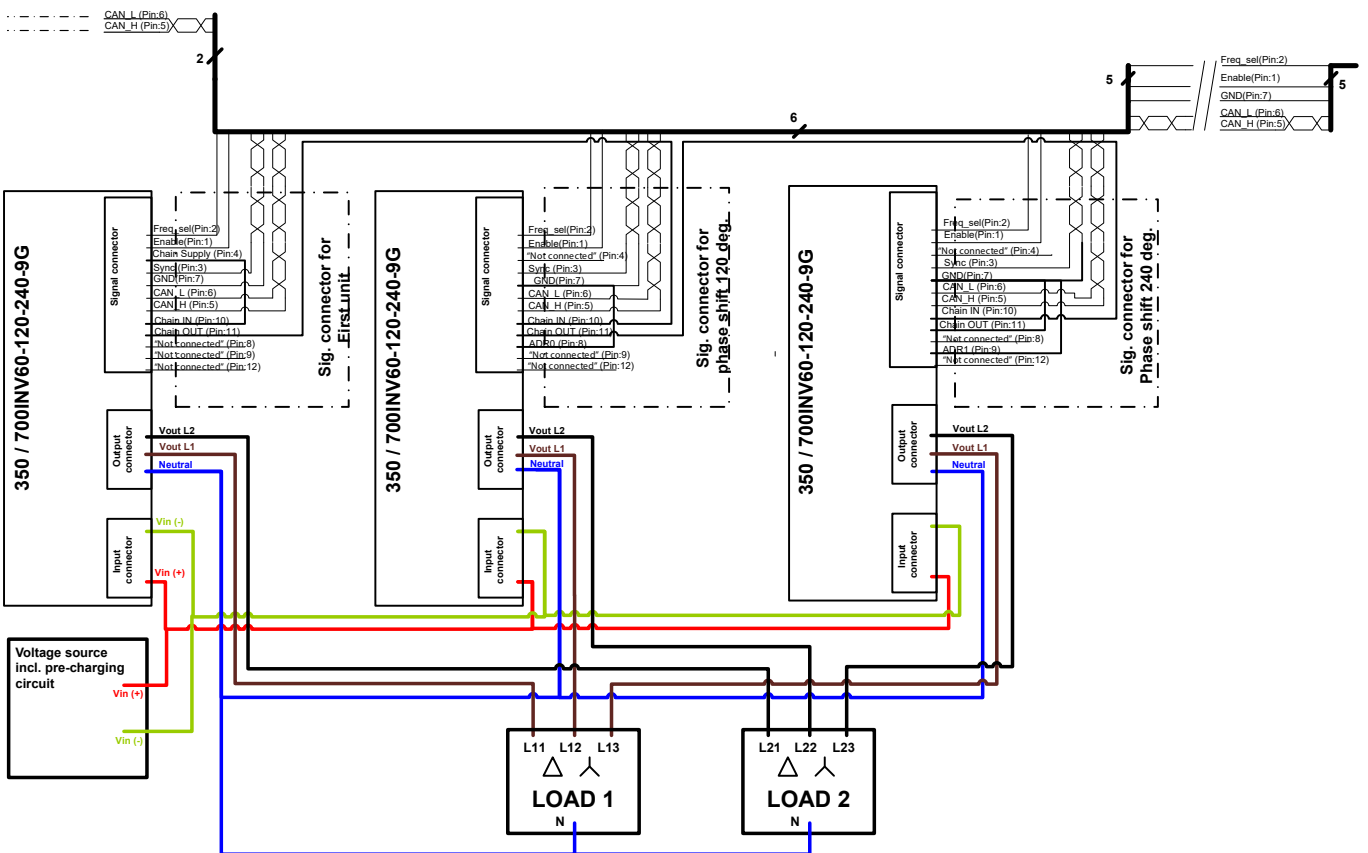 CAN_L (Pin:6)
CAN_H (Pin:5)
2
6
5
Freq_sel(Pin:2)
Enable(Pin:1)
GND(Pin:7)
CAN_L (Pin:6)
CAN_H (Pin:5)
5
350 / 700INV60-120-240-9G
Signal connector
Freq_sel(Pin:2)
Enable(Pin:1)
Chain Supply (Pin:4)
Sync (Pin:3)
GND(Pin:7)
CAN_L (Pin:6)
CAN_H (Pin:5)
Chain IN (Pin:10)
Chain OUT (Pin:11)
"Not connected" (Pin:8)
"Not connected" (Pin:9)
"Not connected" (Pin:12)
Sig. connector for
First unit
Output
connector
Vout L2
Vout L1
Neutral
Input
connector
Vin (-)
Vin (+)
350 / 700INV60-120-240-9G
Signal connector
Freq_sel(Pin:2)
Enable(Pin:1)
"Not connected" (Pin:4)
Sync (Pin:3)
GND(Pin:7)
CAN_L (Pin:6)
CAN_H (Pin:5)
Chain IN (Pin:10)
Chain OUT (Pin:11)
ADR0 (Pin:8)
"Not connected" (Pin:9)
"Not connected" (Pin:12)
Sig. connector for
phase shift 120 deg.
Output
connector
Vout L2
Vout L1
Neutral
Input
connector
350 / 700INV60-120-240-9G
Signal connector
Freq_sel(Pin:2)
Enable(Pin:1)
"Not connected" (Pin:4)
Sync (Pin:3)
GND(Pin:7)
CAN_L (Pin:6)
CAN_H (Pin:5)
Chain IN (Pin:10)
Chain OUT (Pin:11)
"Not connected" (Pin:8)
ADR1 (Pin:9)
"Not connected" (Pin:12)
Sig. connector for
Phase shift 240 deg.
Output
connector
Vout L2
Vout L1
Neutral
Input
connector
Voltage source
incl. pre-charging
circuit
Vin (+)
Vin (-)
L11 L12 L13
LOAD 1
N
L21 L22 L23
LOAD 2
N